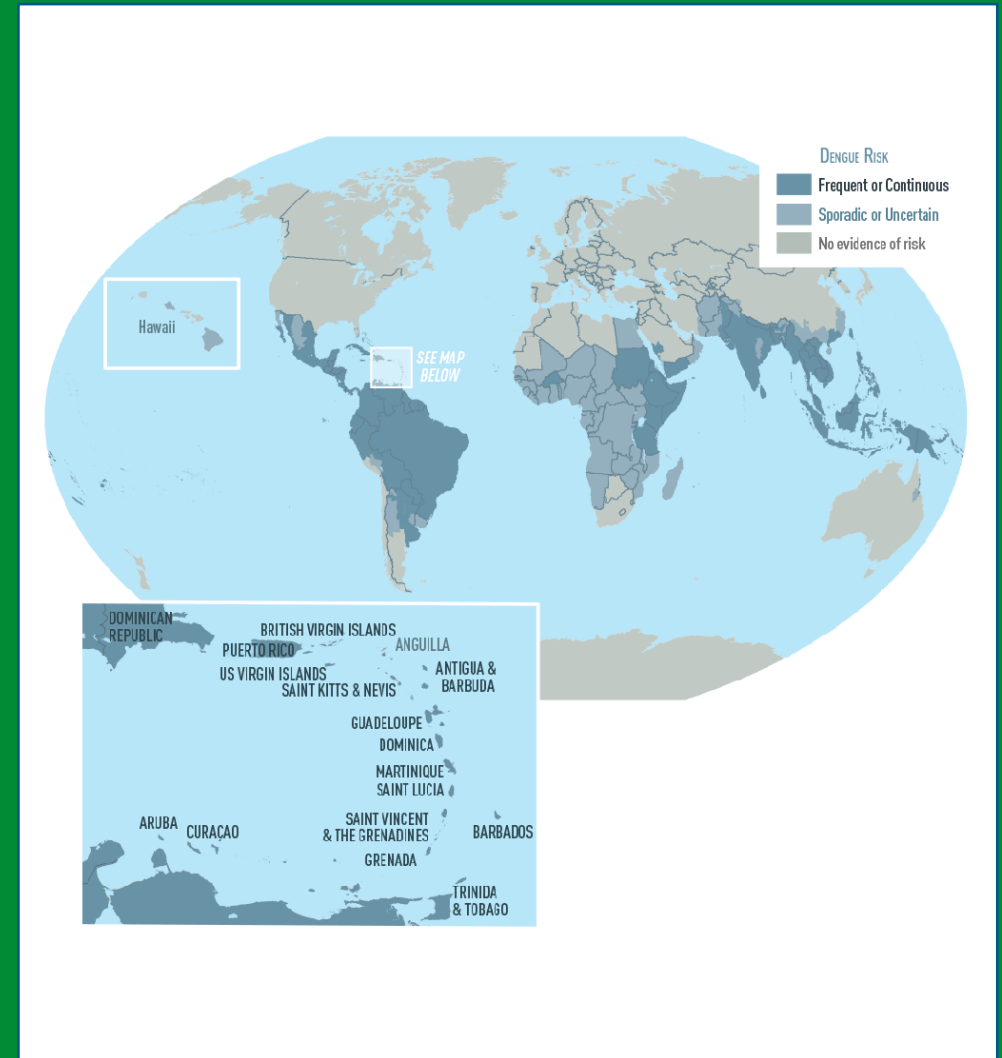 DENGUE RISK
Frequent or Continuous
Sporadic or Uncertain
No evidence of risk
Hawaii
SEE MAP
BELOW
DOMINICAN
REPUBLIC
BRITISH VIRGIN ISLANDS
PUERTO RICO
ANGUILLA
US VIRGIN ISLANDS
ANTIGUA &
BARBUDA
SAINT KITTS & NEVIS
GUADELOUPE
DOMINICA
MARTINIQUE
SAINT LUCIA
SAINT VINCENT
& THE GRENADINES
BARBADOS
ARUBA
CURAÇAO
GRENADA
TRINIDA
& TOBAGO